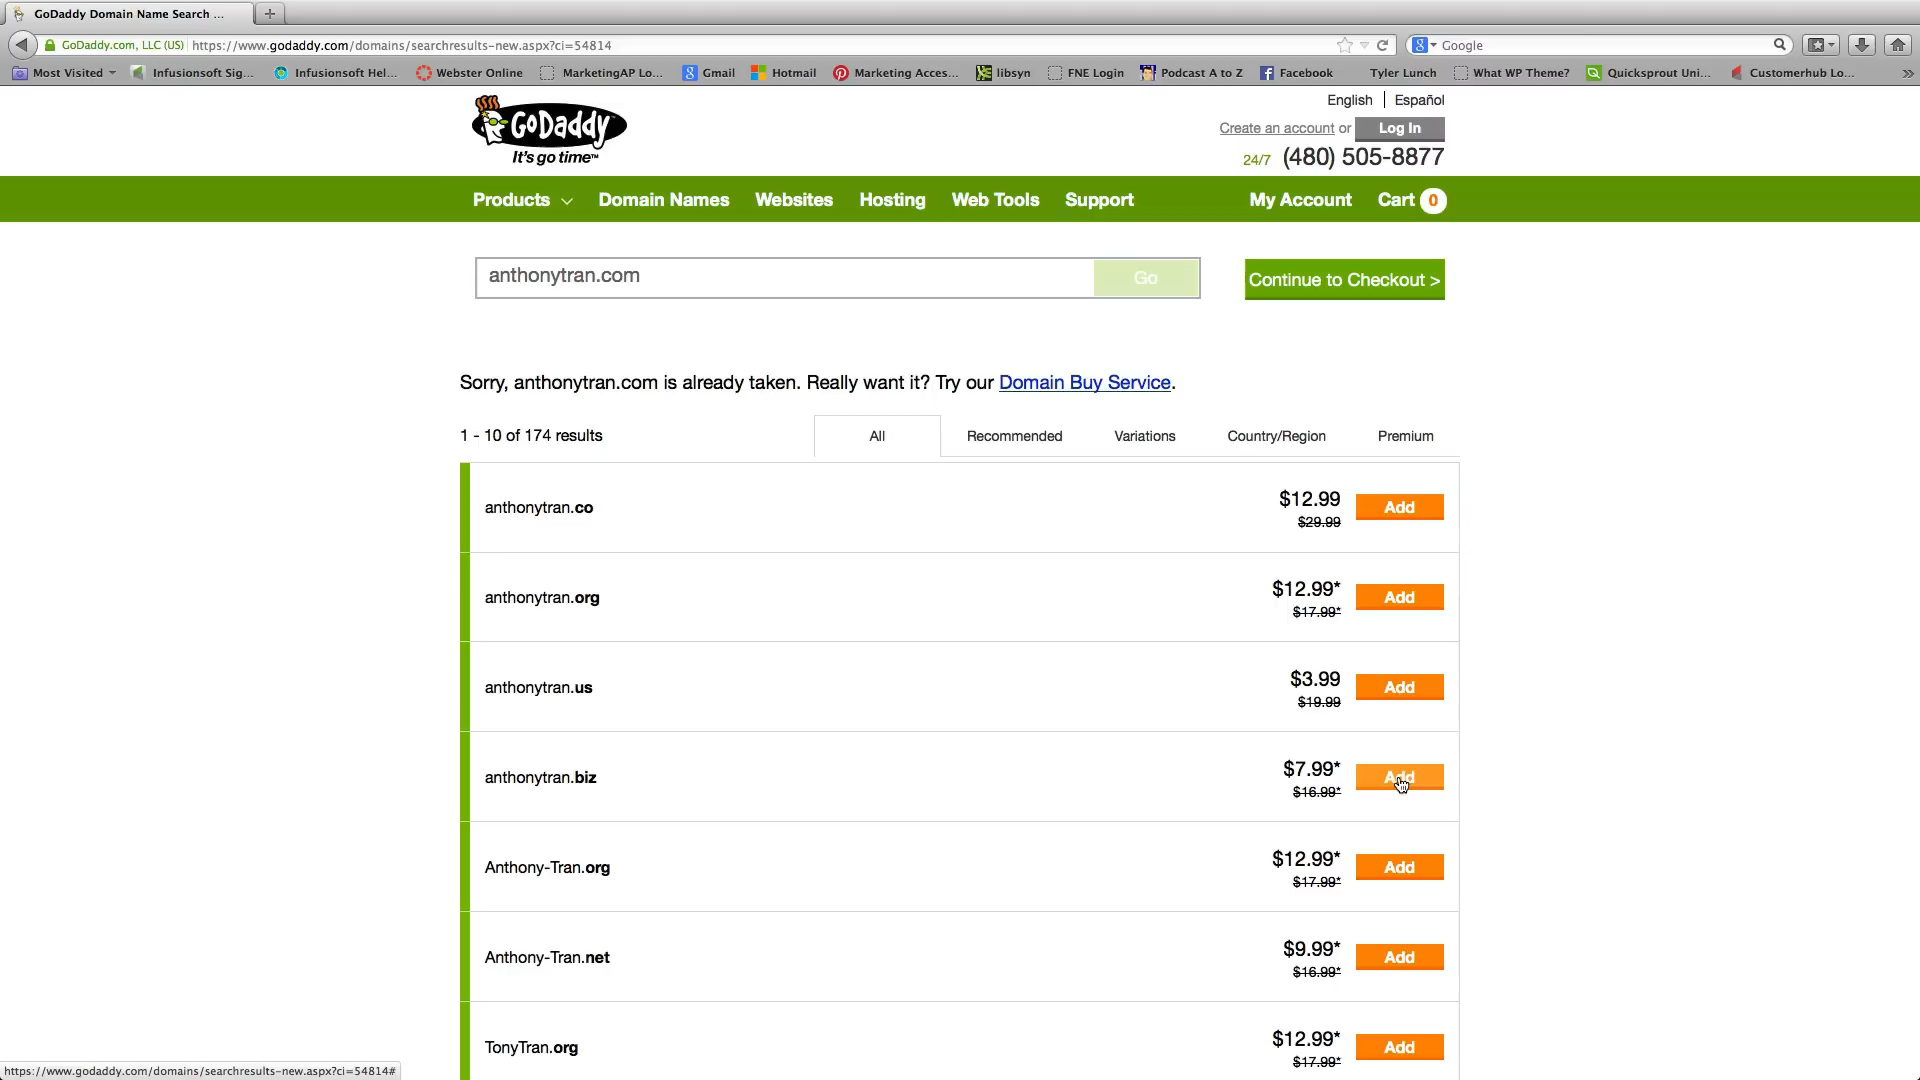 GoDaddy Domain Name Search ...
GoDaddy.com, LLC (US) https://www.godaddy.com/domains/searchresults-new.aspx?ci=54814
Google
Most Visited Infusionsoft Sig... Infusionsoft Hel... Webster Online MarketingAP Lo... Gmail Hotmail Marketing Acces... libsyn FNE Login Podcast A to Z Facebook Tyler Lunch What WP Theme? Quicksprout Uni... Customerhub Lo...
GoDaddy
It's go time™
English Español
Create an account or Log In
24/7 (480) 505-8877
Products Domain Names Websites Hosting Web Tools Support My Account Cart 0
anthonytran.com Go Continue to Checkout >
Sorry, anthonytran.com is already taken. Really want it? Try our Domain Buy Service.
1 - 10 of 174 results All Recommended Variations Country/Region Premium
anthonytran.co $12.99 Add
$29.99
anthonytran.org $12.99* Add
$17.99*
anthonytran.us $3.99 Add
$19.99
anthonytran.biz $7.99* Add
$16.99*
Anthony-Tran.org $12.99* Add
$17.99*
Anthony-Tran.net $9.99* Add
$16.99*
TonyTran.org $12.99* Add
$17.99*
https://www.godaddy.com/domains/searchresults-new.aspx?ci=54814#